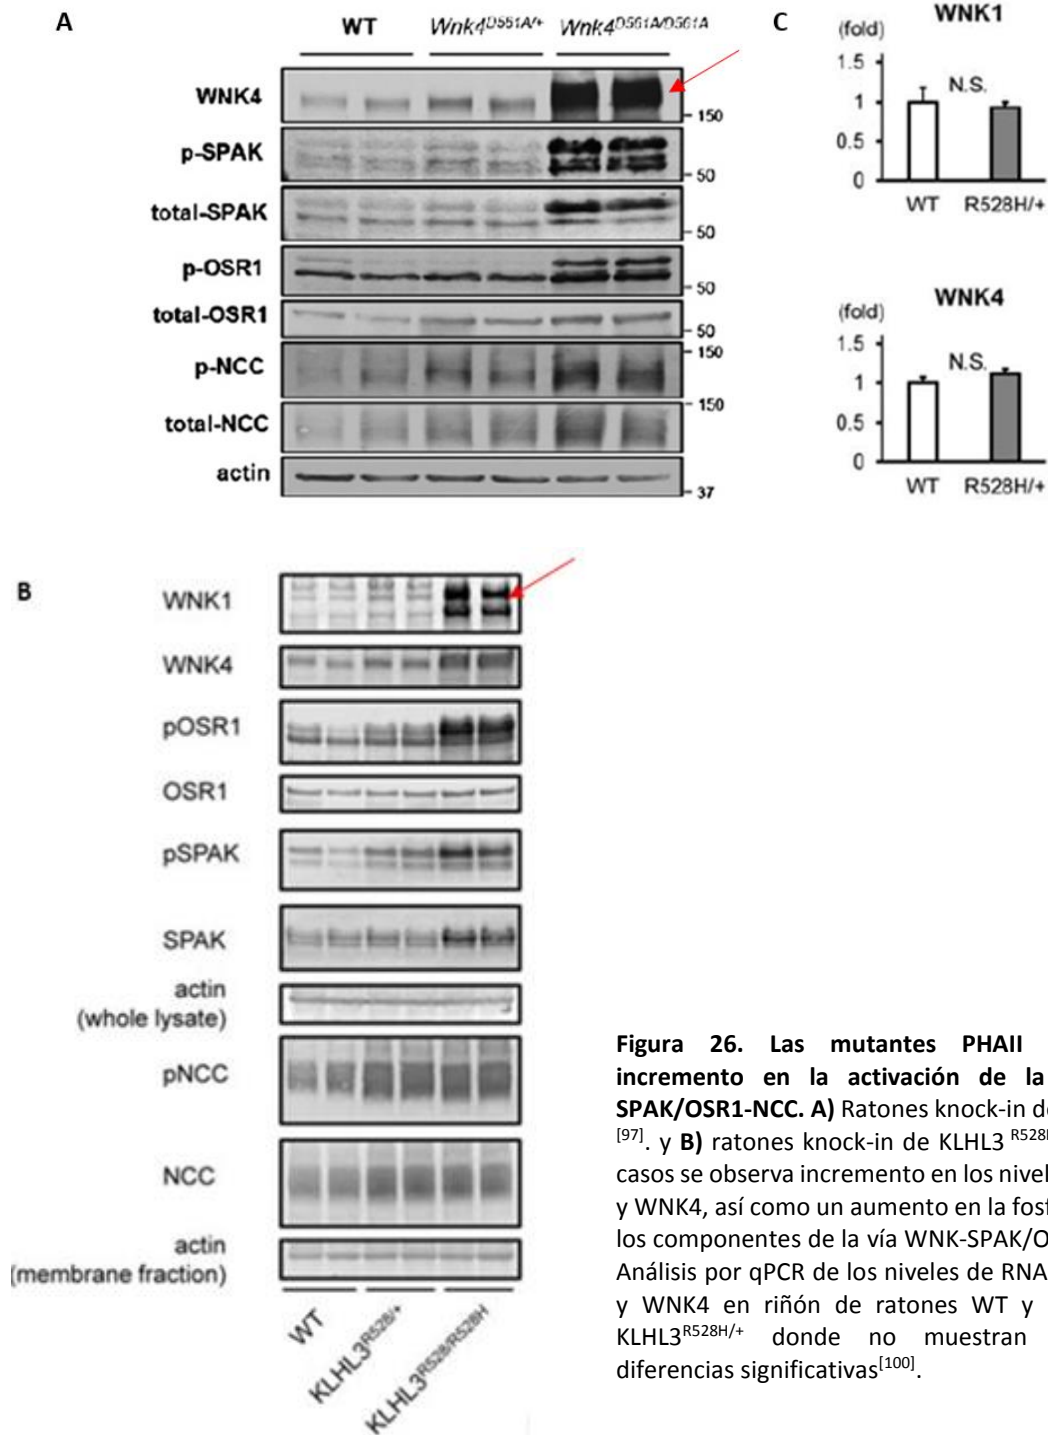 A
WT
Wnk4D561A/+
Wnk4D561A/D561A
WNK4
150
p-SPAK
50
total-SPAK
50
p-OSR1
50
total-OSR1
50
p-NCC
150
total-NCC
150
actin
37
C
WNK1
(fold)
1.5
1
0.5
0
N.S.
WT
R528H/+
WNK4
(fold)
1.5
1
0.5
0
N.S.
WT
R528H/+
B
WNK1
WNK4
pOSR1
OSR1
pSPAK
SPAK
actin
(whole lysate)
pNCC
NCC
actin
(membrane fraction)
WT
KLHL3R528/+
KLHL3R528/R528H
Figura 26. Las mutantes PHAII
incremento en la activación de la
SPAK/OSR1-NCC. A) Ratones knock-in de
[97]. y B) ratones knock-in de KLHL3
casos se observa incremento en los
y WNK4, así como un aumento en la
los componentes de la vía
Análisis por qPCR de los niveles de RNA
y WNK4 en riñón de ratones WT y
KLHL3R528H/+ donde no muestran
diferencias significativas[100].